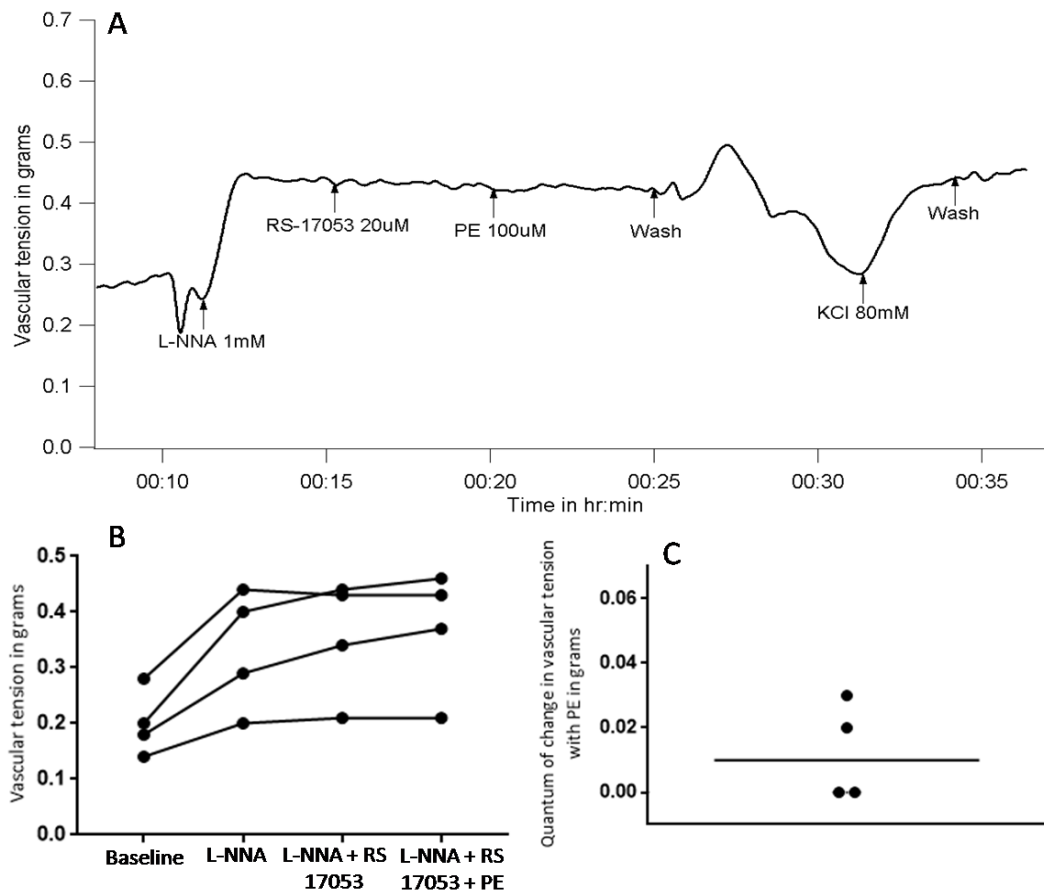 A
Vascular tension in grams
0.7
0.6
0.5
0.4
0.3
0.2
0.1
0.0
L-NNA 1mM
RS-17053 20uM
PE 100uM
Wash
KCl 80mM
Wash
00:10
00:15
00:20
00:25
00:30
00:35
Time in hr:min
B
Vascular tension in grams
0.5
0.4
0.3
0.2
0.1
0.0
Baseline
L-NNA
L-NNA + RS
17053
L-NNA + RS
17053 + PE
C
Quantum of change in vascular tension
with PE in grams
0.06
0.04
0.02
0.00